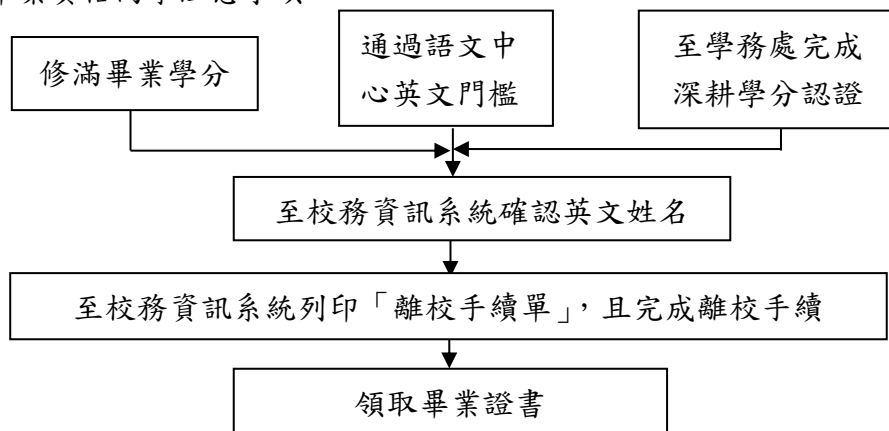 修滿畢業學分
通過語文中
心英文門檻
至學務處完成
深耕學分認證
至校務資訊系統確認英文姓名
至校務資訊系統列印「離校手續單」，且完成離校手續
領取畢業證書